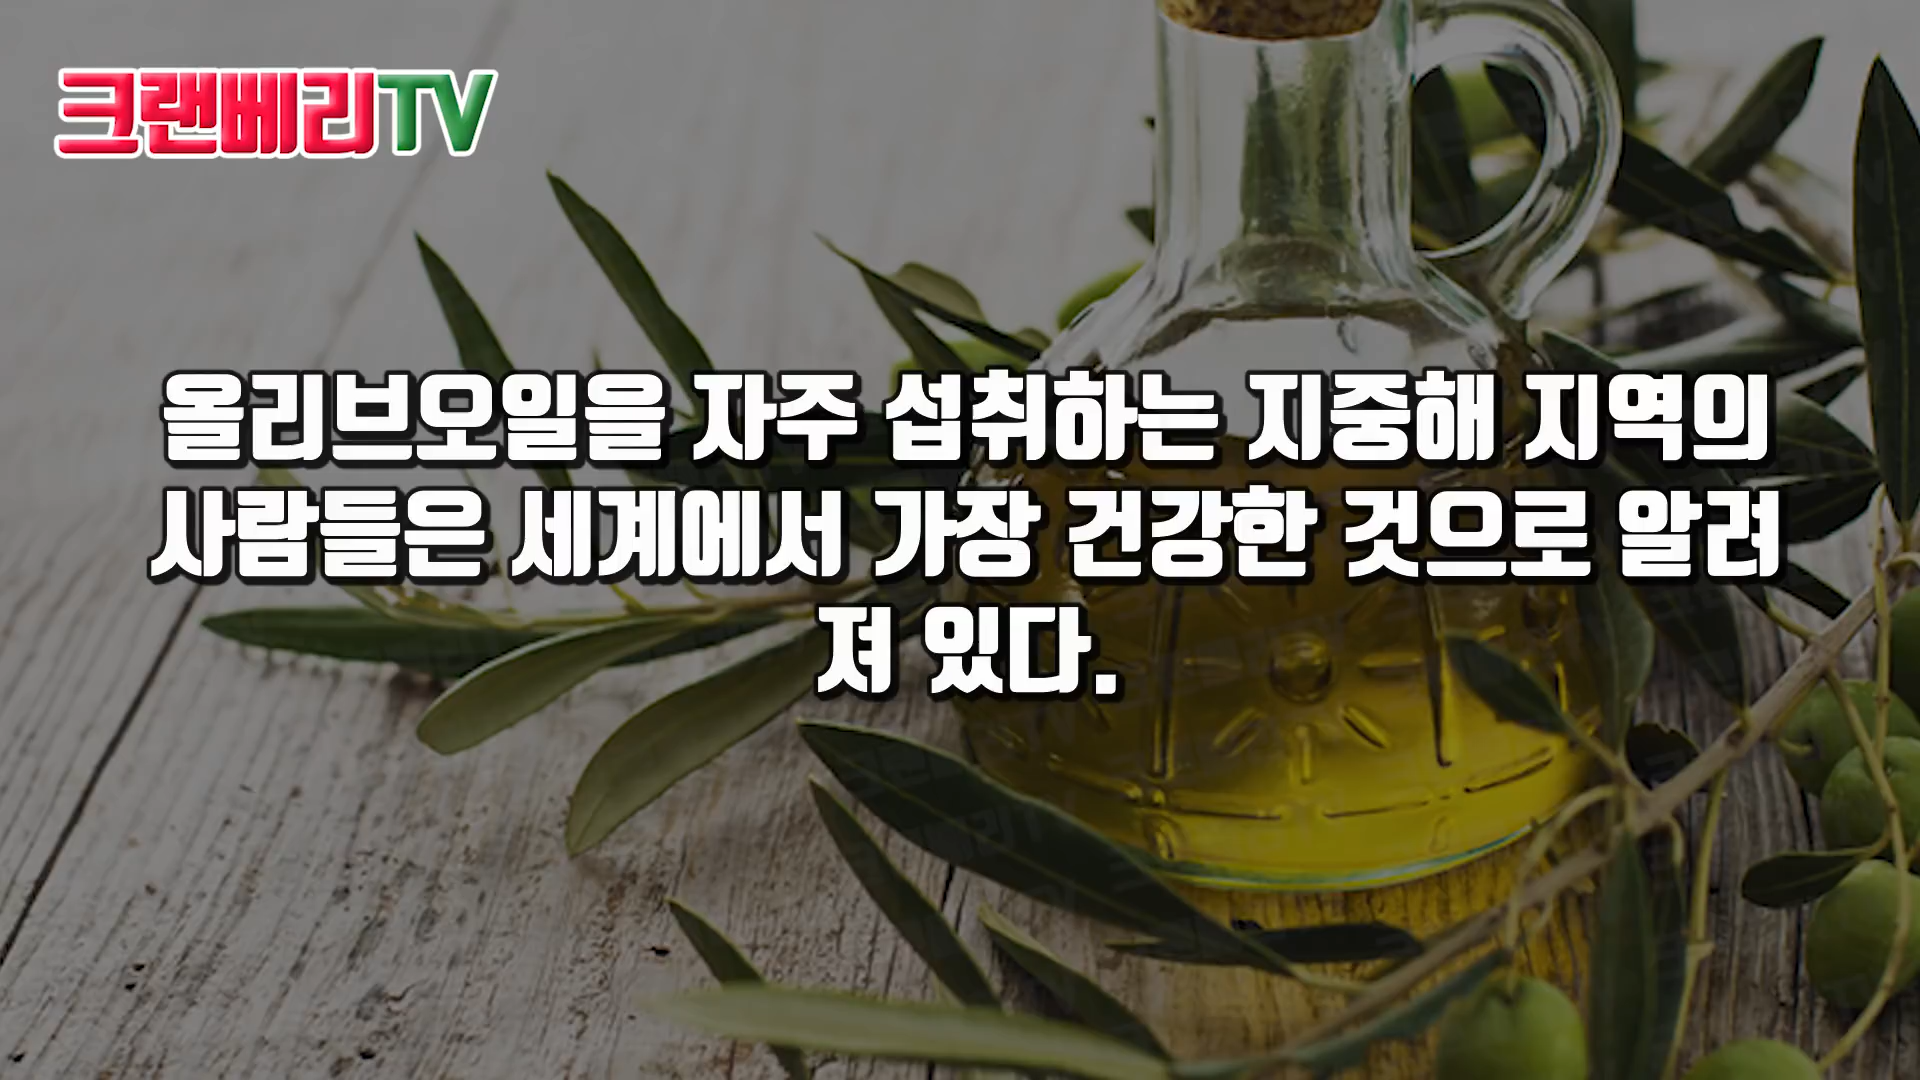 크랜베리TV
올리브오일을 자주 섭취하는 지중해 지역의
사람들은 세계에서 가장 건강한 것으로 알려
져 있다.